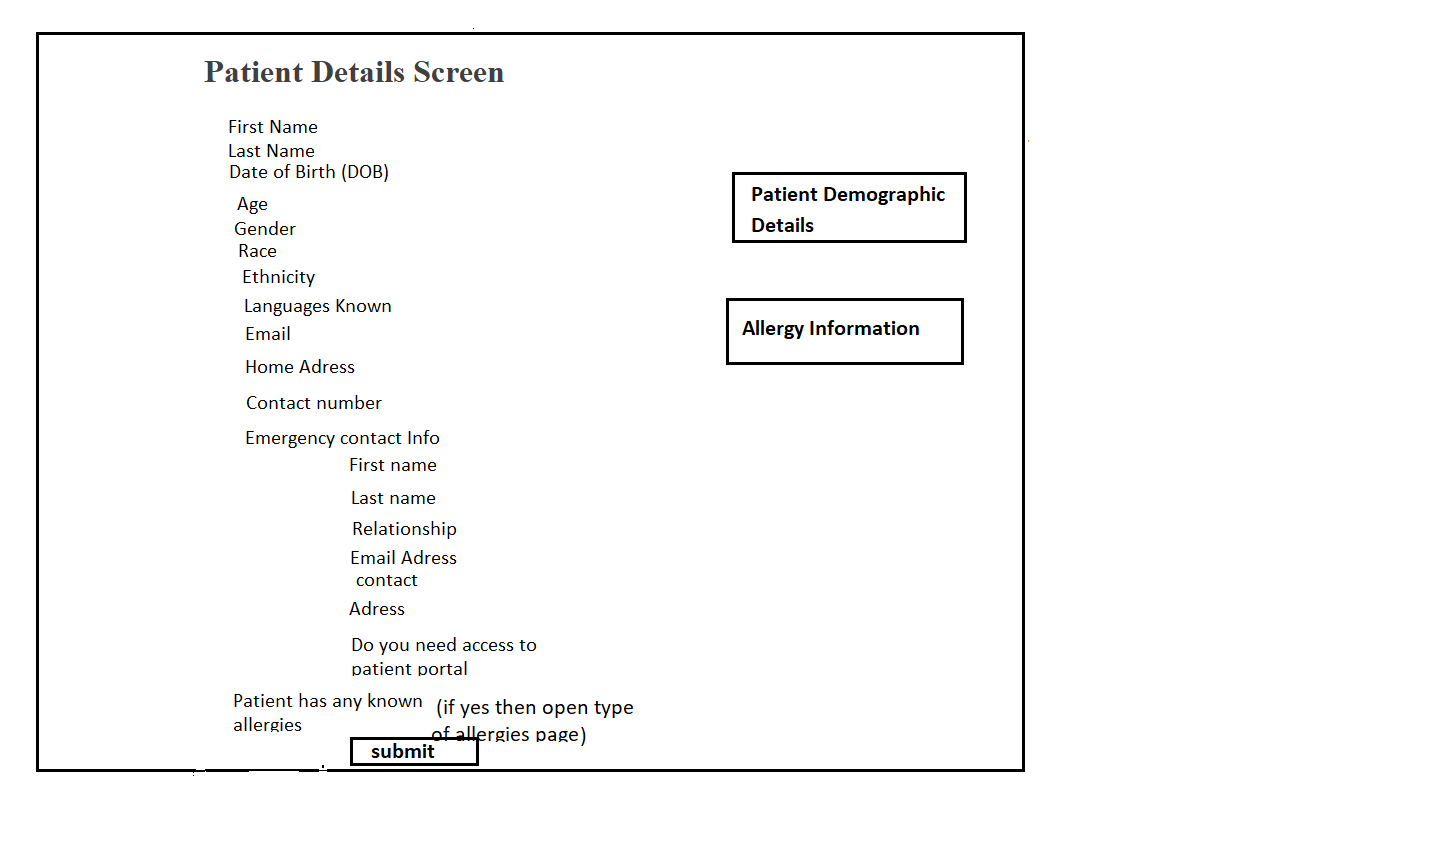 Patient Details Screen
First Name
Last Name
Date of Birth (DOB)
Age
Gender
Race
Ethnicity
Languages Known
Email
Home Adress
Contact number
Emergency contact Info
First name
Last name
Relationship
Email Adress
contact
Adress
Do you need access to
patient portal
Patient has any known
allergies
(if yes then open type
of allergies page)
submit
Patient Demographic
Details
Allergy Information